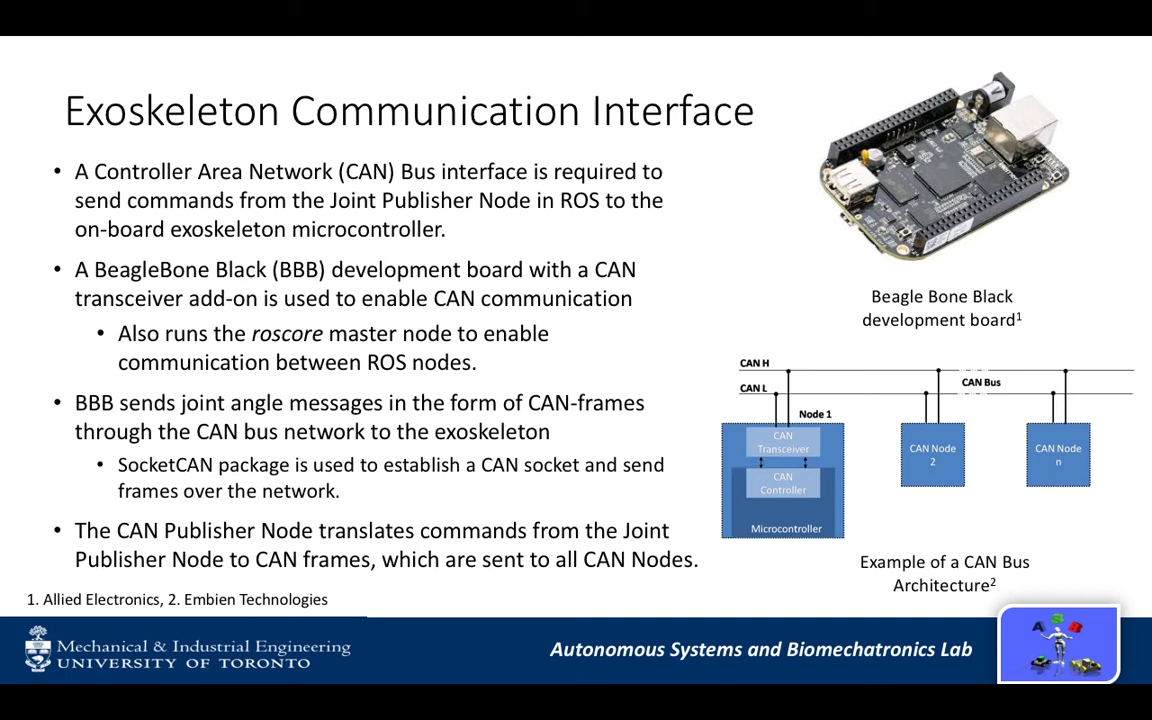 Exoskeleton Communication Interface
• A Controller Area Network (CAN) Bus interface is required to
send commands from the Joint Publisher Node in ROS to the
on-board exoskeleton microcontroller.
• A BeagleBone Black (BBB) development board with a CAN
transceiver add-on is used to enable CAN communication
• Also runs the roscore master node to enable
communication between ROS nodes.
• BBB sends joint angle messages in the form of CAN-frames
through the CAN bus network to the exoskeleton
• SocketCAN package is used to establish a CAN socket and send
frames over the network.
• The CAN Publisher Node translates commands from the Joint
Publisher Node to CAN frames, which are sent to all CAN Nodes.
1. Allied Electronics, 2. Embien Technologies
Beagle Bone Black
development board1
CAN H
CAN L
CAN Bus
Node 1
CAN
Transceiver
CAN
Controller
Microcontroller
CAN Node
2
CAN Node
n
Example of a CAN Bus
Architecture2
Mechanical & Industrial Engineering
UNIVERSITY OF TORONTO
Autonomous Systems and Biomechatronics Lab
A S B